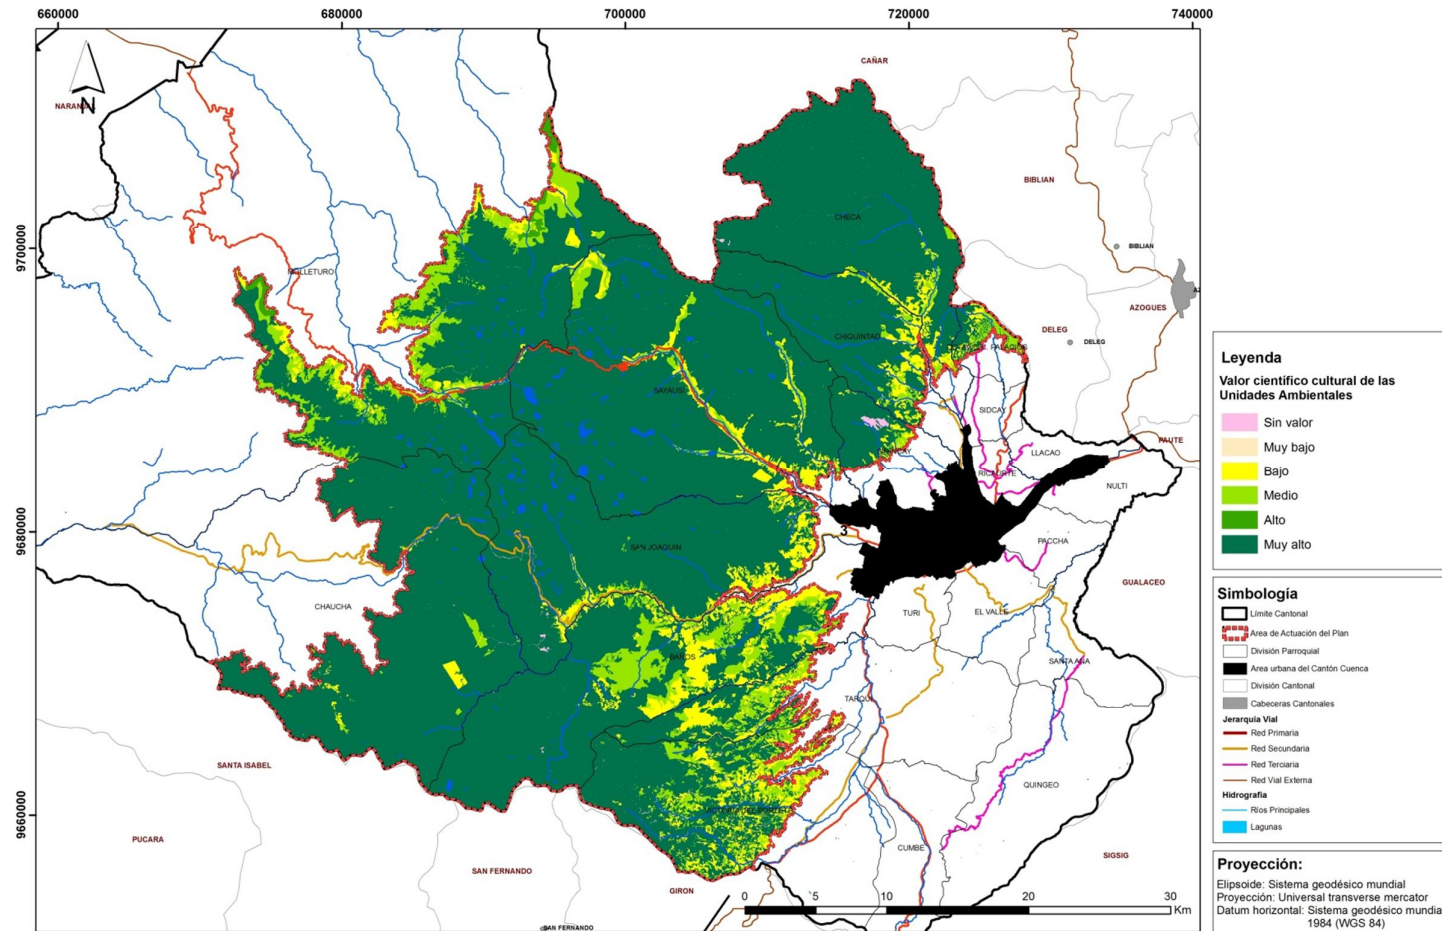 660000
680000
700000
720000
740000
9700000
9680000
9660000
N
CAÑAR
BIBLIAN
BIBLIAN
AZOGUES
DELEG
DELEG
MOLLETURO
CHECA
CHIQUINTAD
SAYAUSI
SIDCAY
LLACAO
RICAURTE
PAUTE
NULTI
3
SAN JOAQUIN
PACCHA
GUALACEO
CHAUCHA
TURI
EL VALLE
BAÑOS
SANTA ANA
TARQUI
SANTA ISABEL
QUINGEO
PUCARA
CUMBE
SIGSIG
SAN FERNANDO
GIRON
SAN FERNANDO
0
5
10
20
30
Km
Leyenda
Valor científico cultural de las
Unidades Ambientales
Sin valor
Muy bajo
Bajo
Medio
Alto
Muy alto
Simbología
Límite Cantonal
Area de Actuación del Plan
División Parroquial
Area urbana del Cantón Cuenca
División Cantonal
Cabeceras Cantonales
Jerarquía Vial
Red Primaria
Red Secundaria
Red Terciaria
Red Vial Externa
Hidrografía
Ríos Principales
Lagunas
Proyección:
Elipsoide: Sistema geodésico mundial
Proyección: Universal transverse mercator
Datum horizontal: Sistema geodésico mundia
1984 (WGS 84)